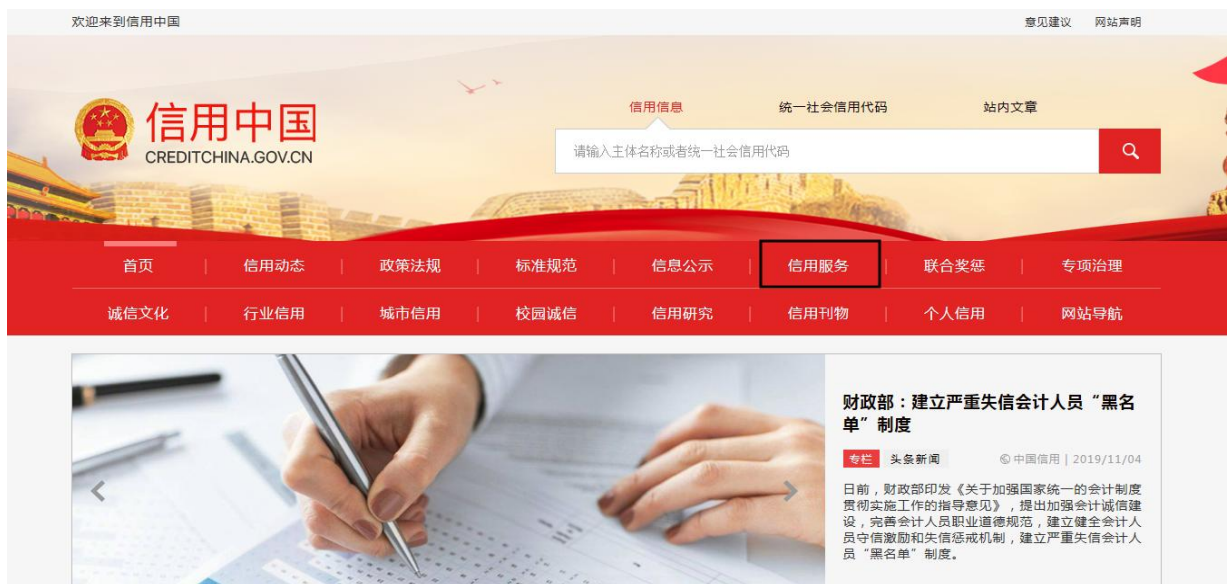 欢迎来到信用中国
意见建议 网站声明
信用中国
CREDITCHINA.GOV.CN
信用信息 统一社会信用代码 站内文章
请输入主体名称或者统一社会信用代码
首页 | 信用动态 | 政策法规 | 标准规范 | 信息公示 | 信用服务 | 联合奖惩 | 专项治理
诚信文化 | 行业信用 | 城市信用 | 校园诚信 | 信用研究 | 信用刊物 | 个人信用 | 网站导航
财政部：建立严重失信会计人员“黑名
单”制度
专栏 头条新闻 ©中国信用 | 2019/11/04
日前，财政部印发《关于加强国家统一的会计制度
贯彻实施工作的指导意见》，提出加强会计诚信建
设，完善会计人员职业道德规范，建立健全会计人
员守信激励和失信惩戒机制，建立严重失信会计人
员“黑名单”制度。